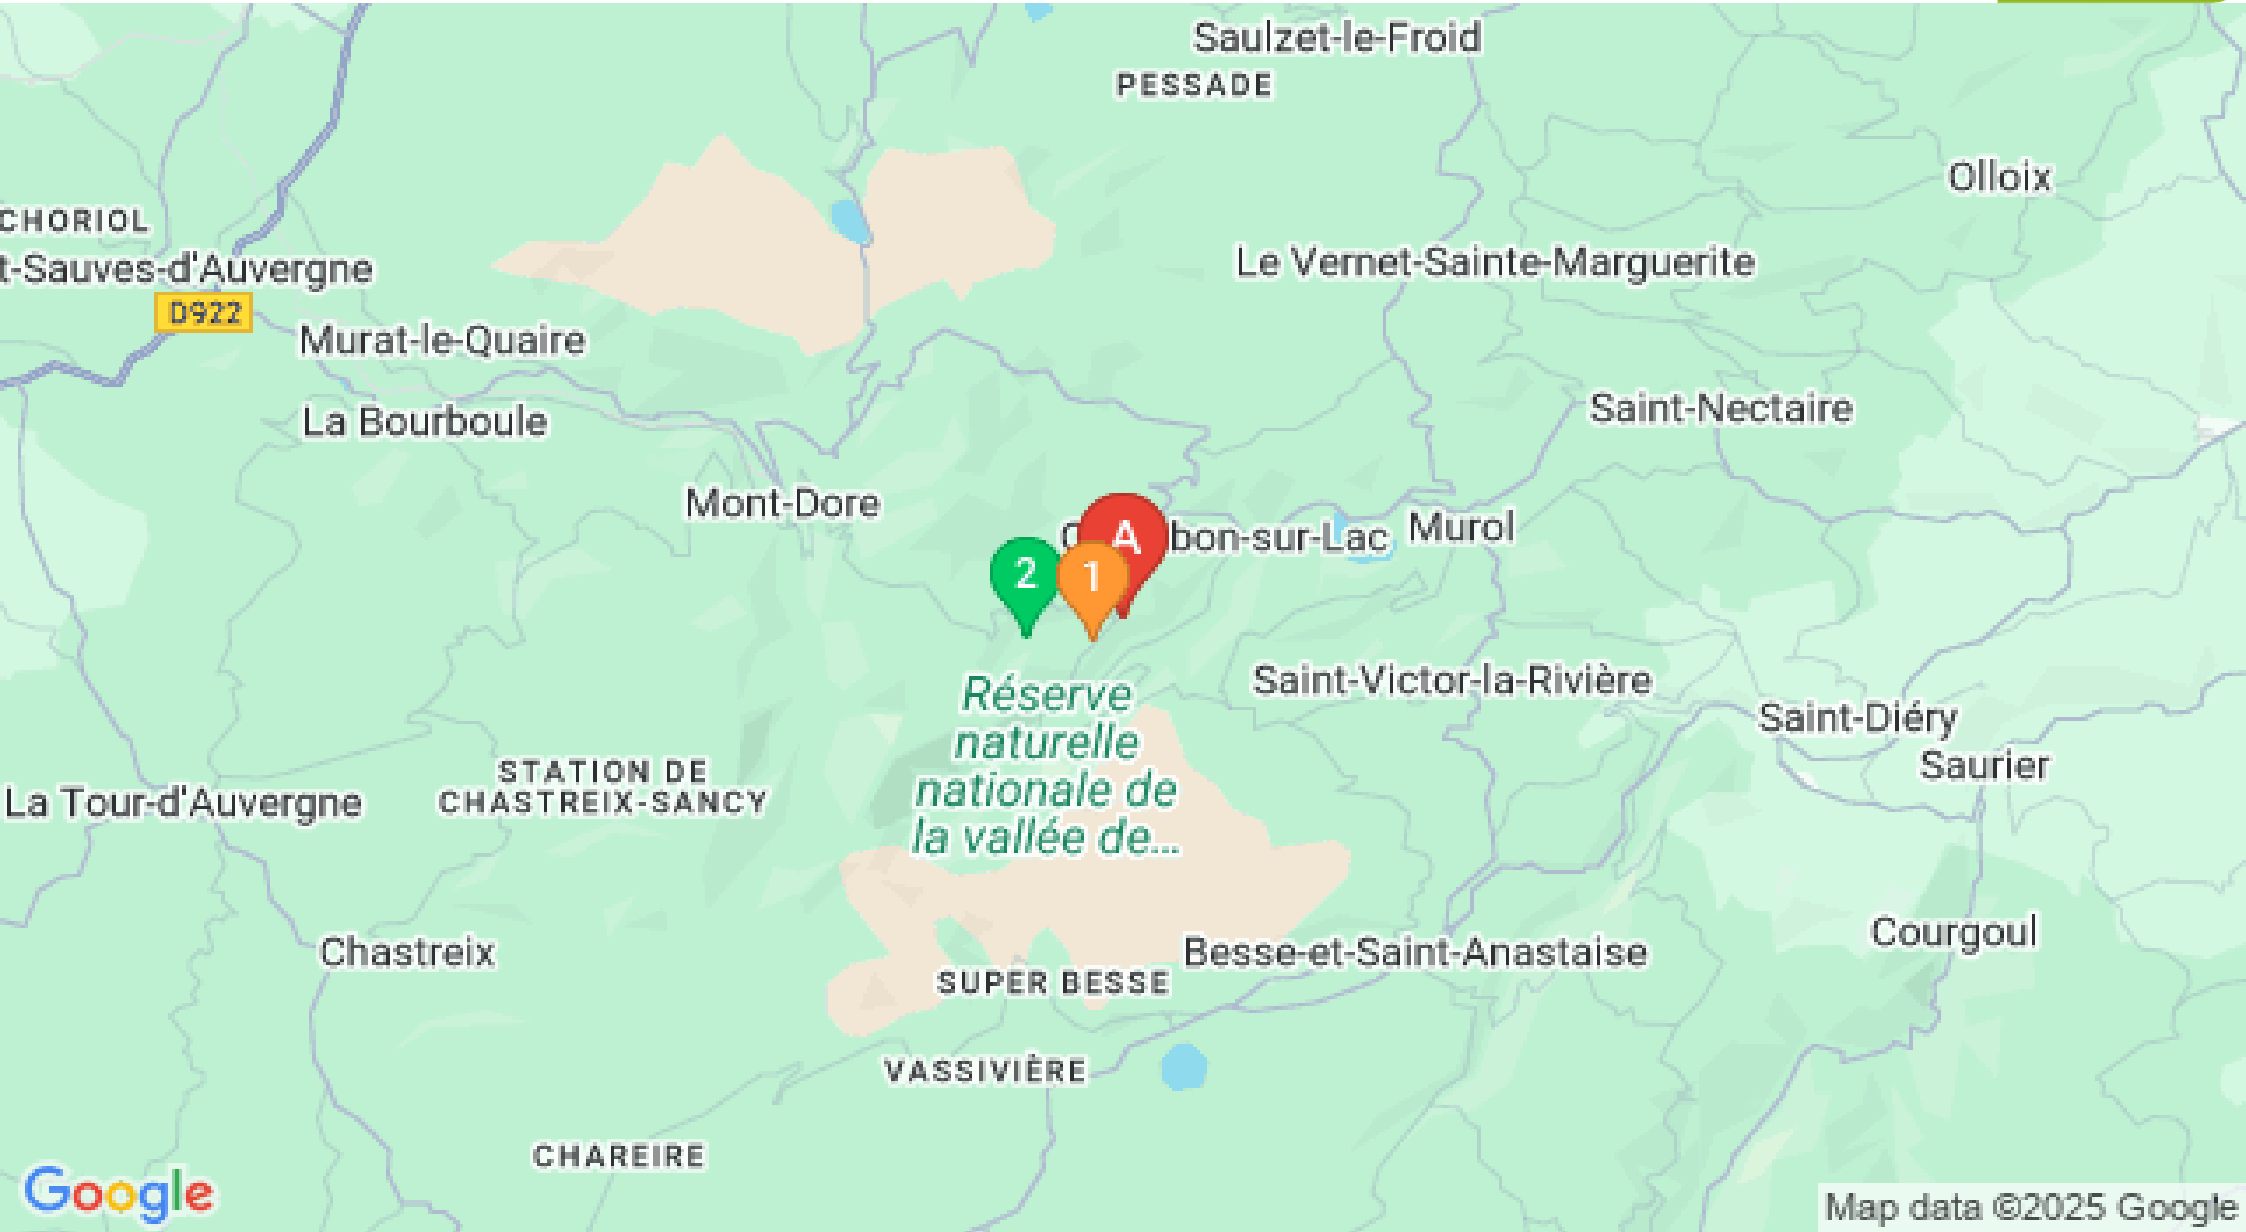 Saulzet-le-Froid
PESSADE
Olloix
CHORIOL
t-Sauves-d'Auvergne
Le Vernet-Sainte-Marguerite
D922
Murat-le-Quaire
Saint-Nectaire
La Bourboule
Mont-Dore
A
bon-sur-Lac
Murol
2
1
Saint-Victor-la-Rivière
Réserve
naturelle
nationale de
la vallée de...
Saint-Diéry
Saurier
STATION DE
CHASTREIX-SANCY
La Tour-d'Auvergne
Courgoul
Chastreix
Besse-et-Saint-Anastaise
SUPER BESSE
VASSIVIÈRE
CHAREIRE
Google
Map data ©2025 Google